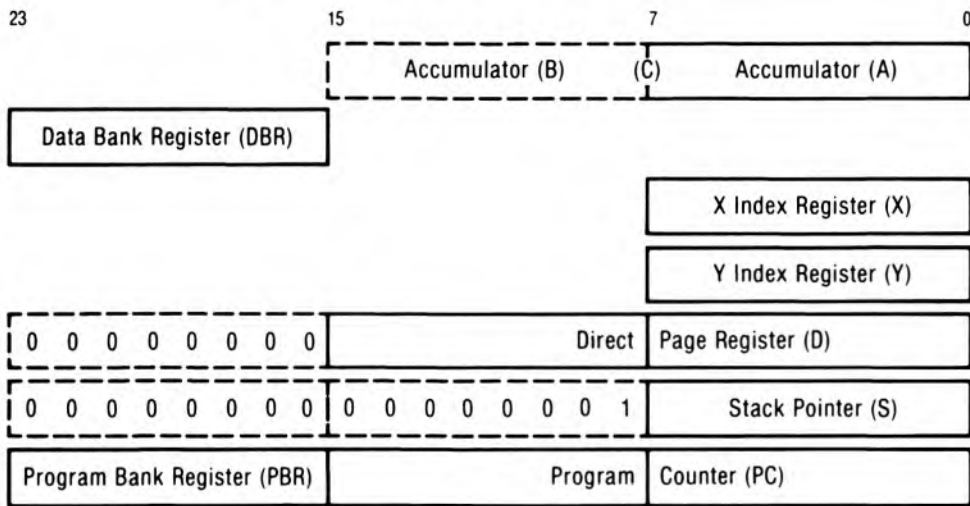 23 15 7 0
Accumulator (B) (C) Accumulator (A)
Data Bank Register (DBR)
X Index Register (X)
Y Index Register (Y)
0 0 0 0 0 0 0 0 Direct Page Register (D)
0 0 0 0 0 0 0 0 0 0 0 0 0 0 0 1 Stack Pointer (S)
Program Bank Register (PBR) Program Counter (PC)